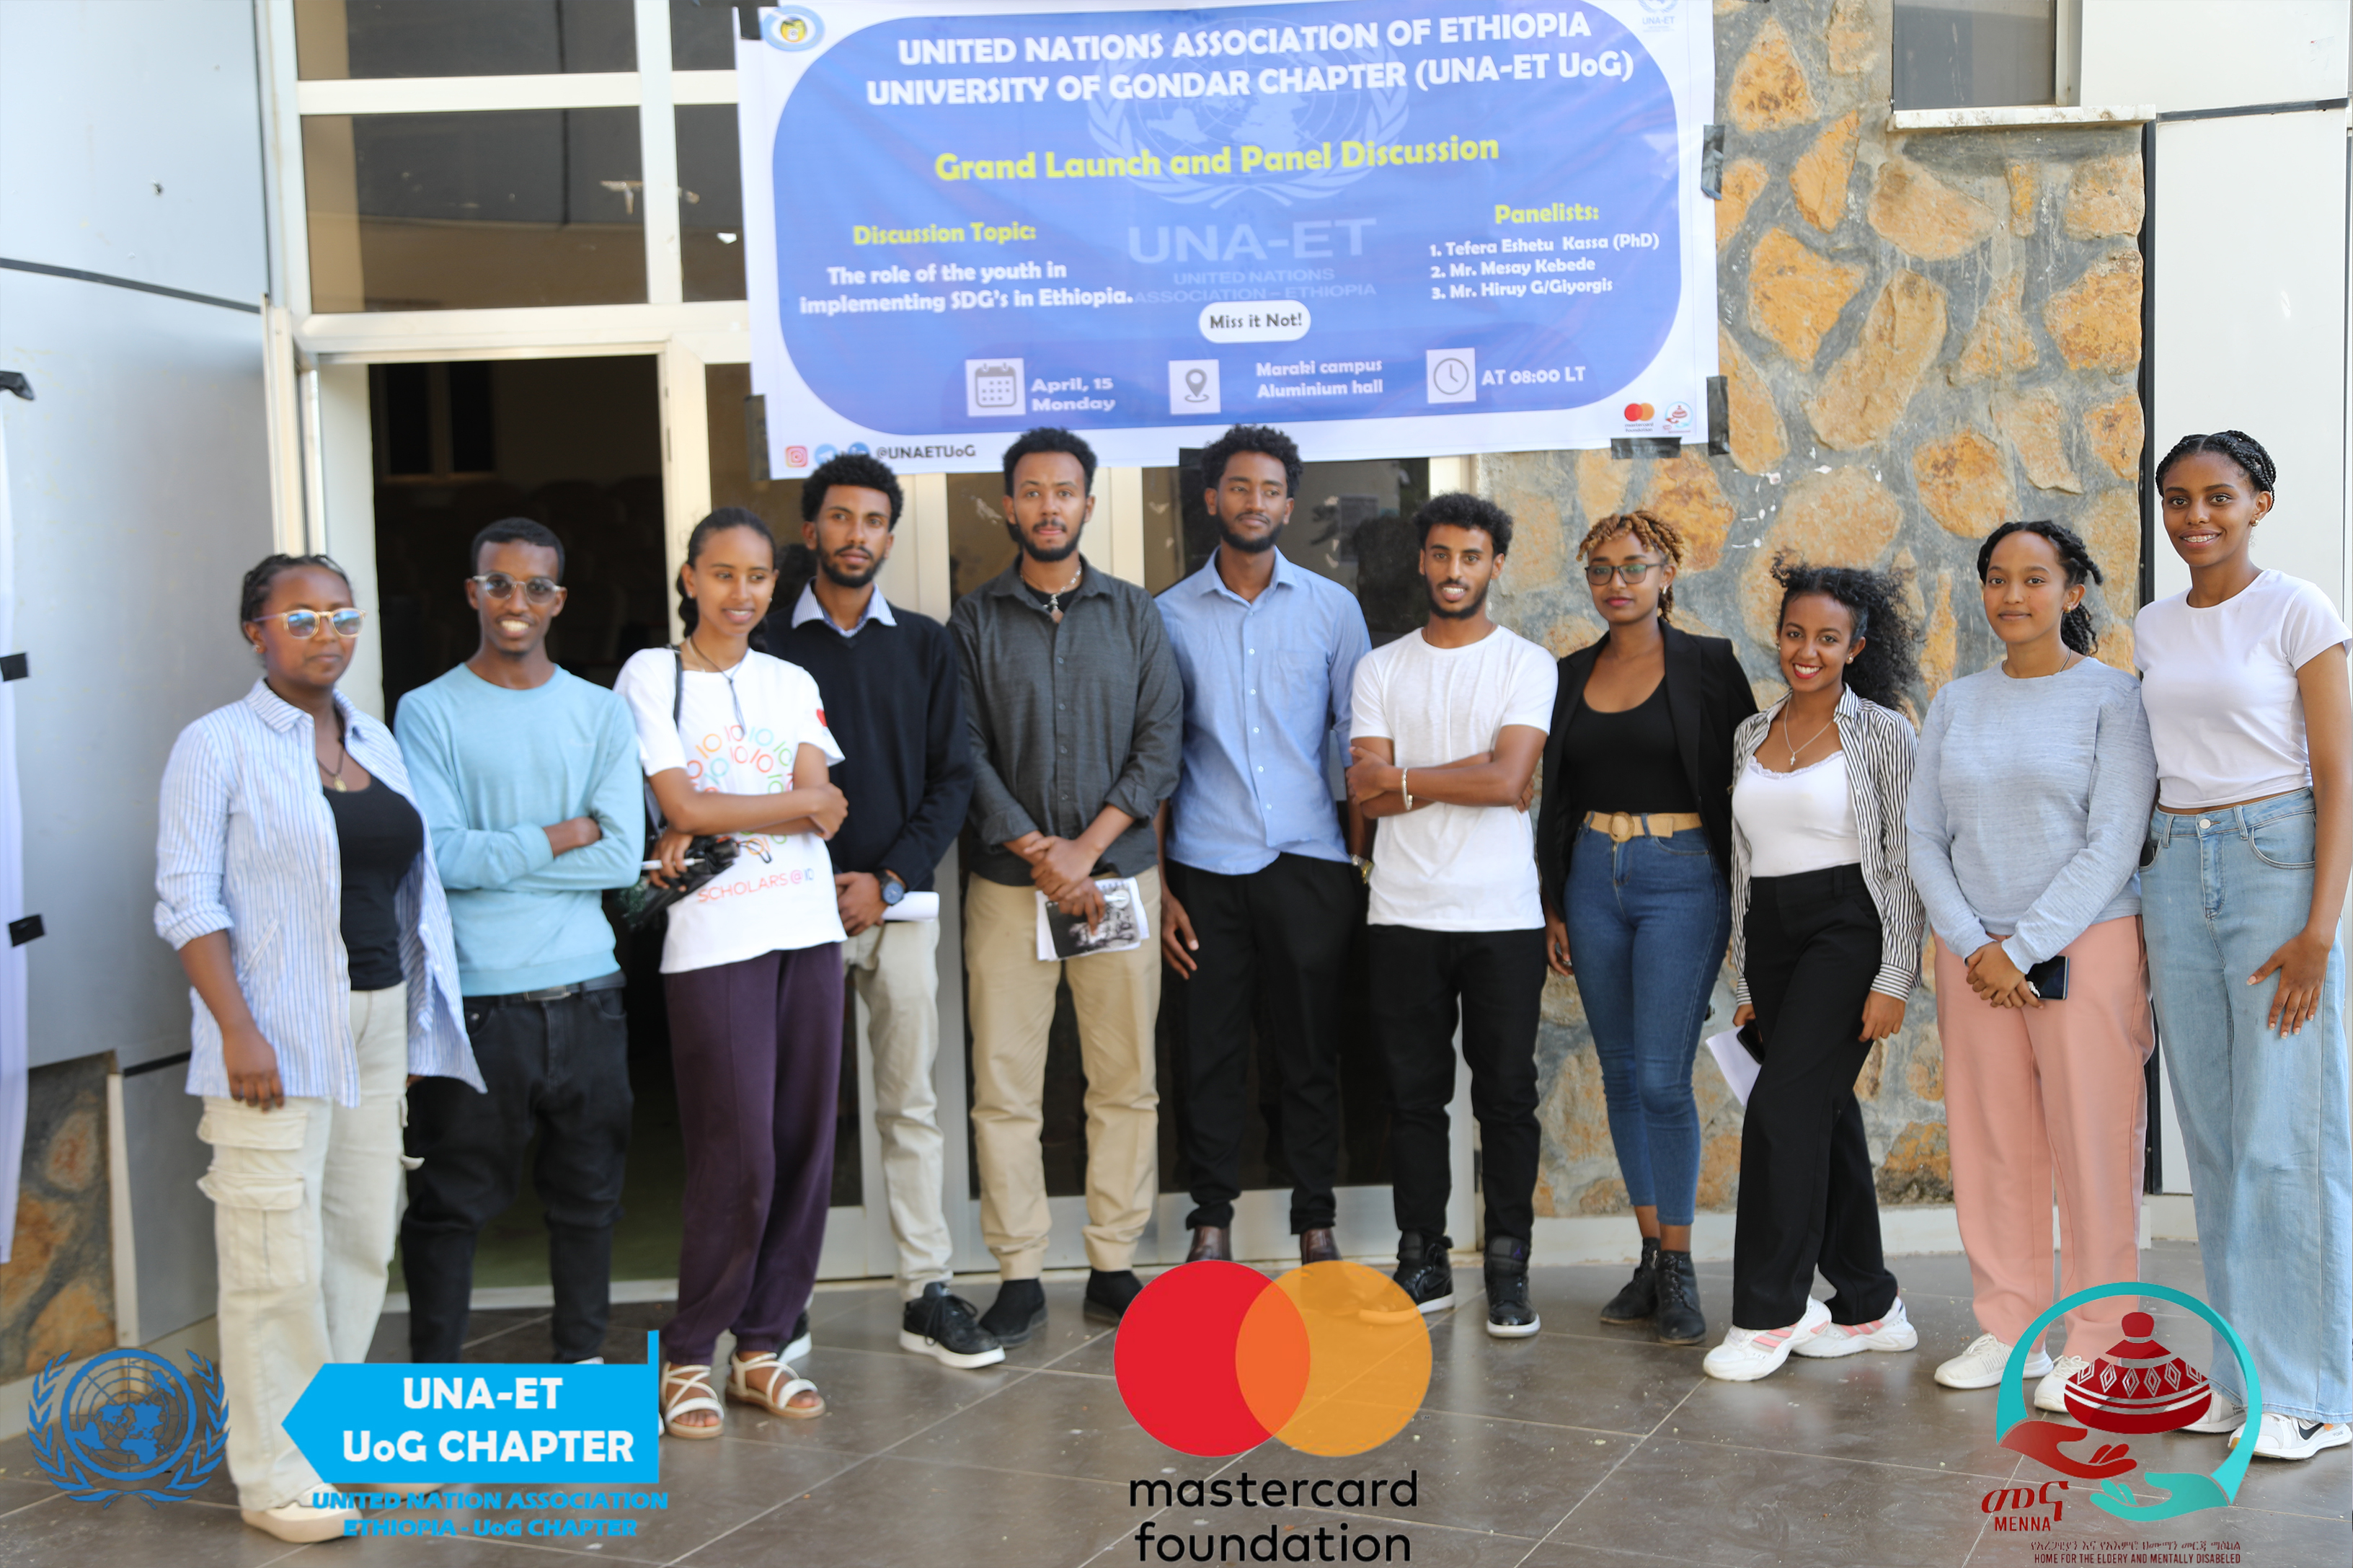 UNITED NATIONS ASSOCIATION OF ETHIOPIA
UNIVERSITY OF GONDAR CHAPTER (UNA-ET UoG)
UNA-ET
Grand Launch and Panel Discussion
Discussion Topic:
The role of the youth in
implementing SDG's in Ethiopia.
UNA-ET
UNITED NATIONS
ASSOCIATION – ETHIOPIA
Miss it Not!
Panelists:
1. Tefera Eshetu Kassa (PhD)
2. Mr. Mesay Kebede
3. Mr. Hiruy G/Giyorgis
April, 15
Monday
Maraki campus
Aluminium hall
AT 08:00 LT
@UNAETUoG
mastercard
foundation
SCHOLARS@10
UNA-ET
UoG CHAPTER
UNITED NATION ASSOCIATION
ETHIOPIA - UoG CHAPTER
mastercard
foundation
መና
MENNA
HOME FOR THE ELDERY AND MENTALLY DISABELED